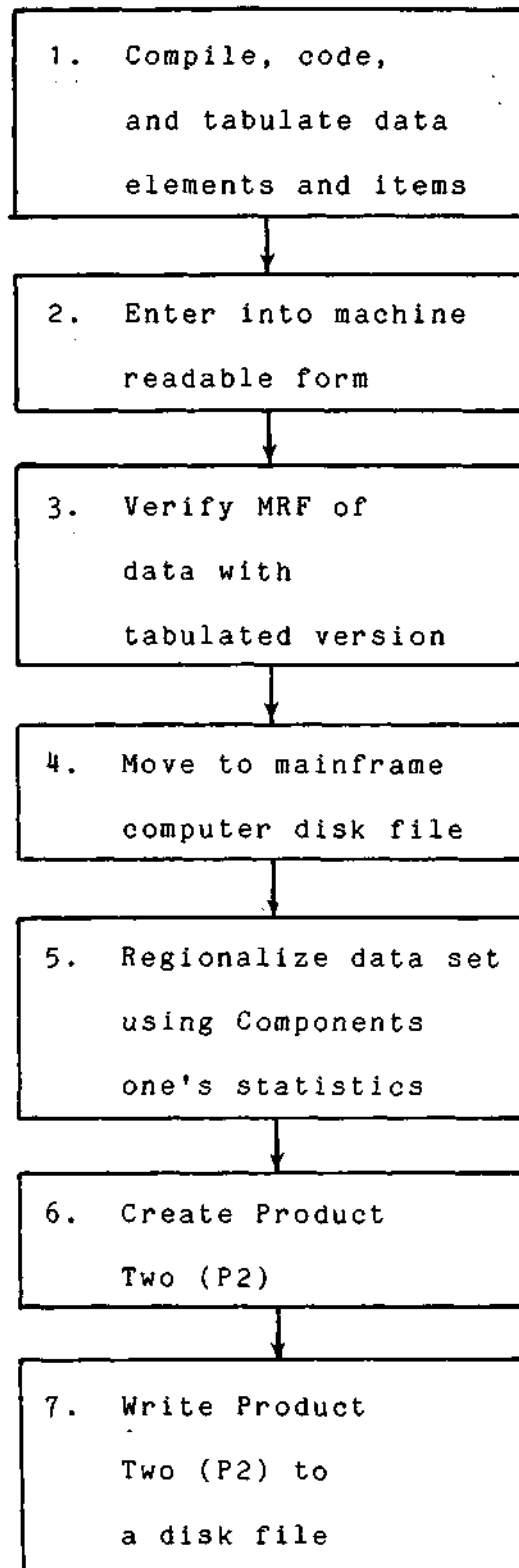 1. Compile, code,
and tabulate data
elements and items
2. Enter into machine
readable form
3. Verify MRF of
data with
tabulated version
4. Move to mainframe
computer disk file
5. Regionalize data set
using Components
one's statistics
6. Create Product
Two (P2)
7. Write Product
Two (P2) to
a disk file